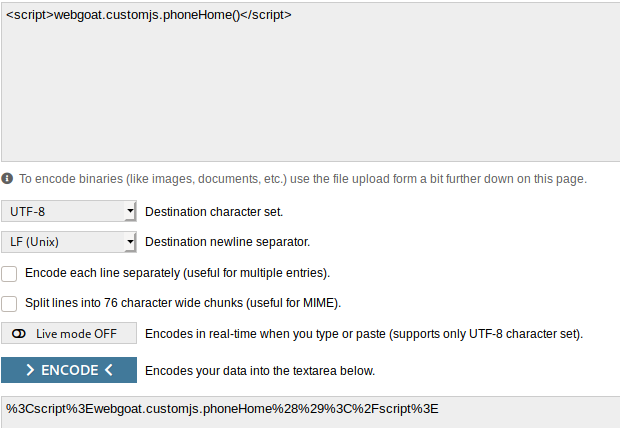 <script>webgoat.customjs.phoneHome()</script>
To encode binaries (like images, documents, etc.) use the file upload form a bit further down on this page.
UTF-8 Destination character set.
LF (Unix) Destination newline separator.
Encode each line separately (useful for multiple entries).
Split lines into 76 character wide chunks (useful for MIME).
Live mode OFF Encodes in real-time when you type or paste (supports only UTF-8 character set).
> ENCODE < Encodes your data into the textarea below.
%3Cscript%3Ewebgoat.customjs.phoneHome%28%29%3C%2Fscript%3E